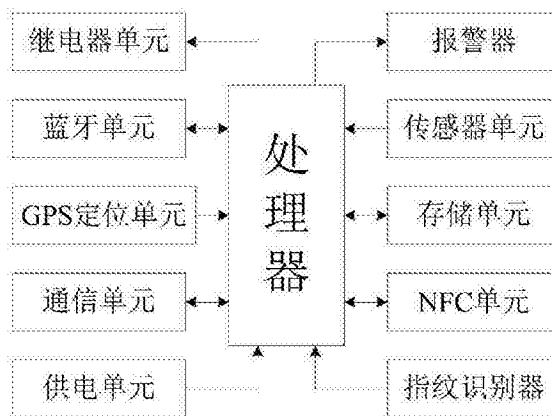 继电器单元
报警器
蓝牙单元
传感器单元
处理器
GPS定位单元
存储单元
通信单元
NFC单元
供电单元
指纹识别器